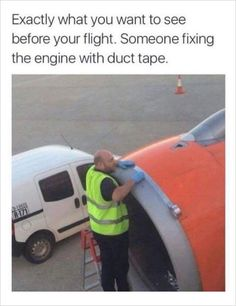 Exactly what you want to see
before your flight. Someone fixing
the engine with duct tape.